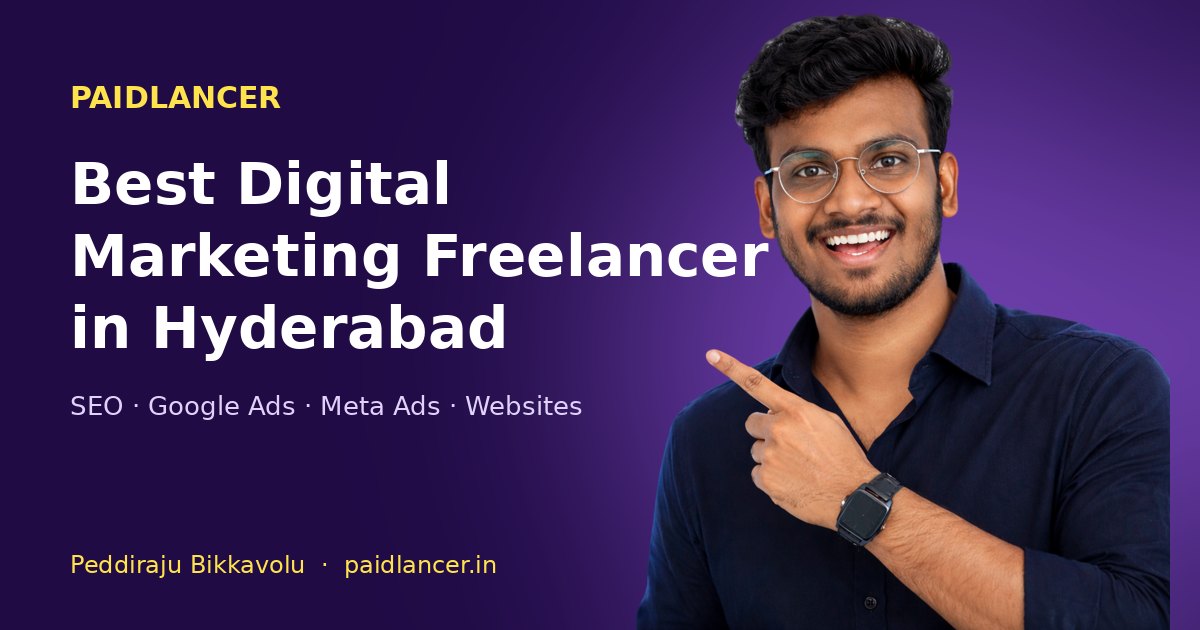 PAIDLANCER
Best Digital
Marketing Freelancer
in Hyderabad
SEO · Google Ads · Meta Ads · Websites
Peddiraju Bikkavolu · paidlancer.in